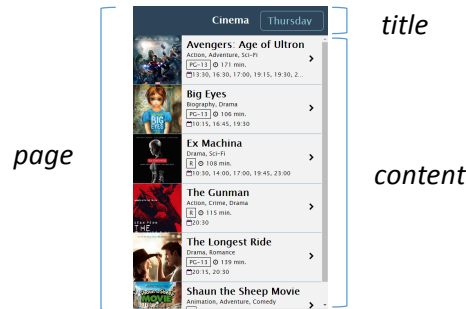 Cinema Thursday
title
page
content
Avengers: Age of Ultron
Action, Adventure, Sci-Fi
PG-13 171 min.
13:30, 16:30, 17:00, 19:15, 19:30, 2...
Big Eyes
Biography, Drama
PG-13 106 min.
10:15, 16:45, 19:30
BIG EYES
Ex Machina
Drama, Sci-Fi
R 108 min.
10:30, 14:00, 17:00, 19:45, 23:00
The Gunman
Action, Crime, Drama
R 115 min.
20:30
THE
The Longest Ride
Drama, Romance
PG-13 139 min.
20:15, 20:30
Shaun the Sheep Movie
Animation, Adventure, Comedy
MOVIE